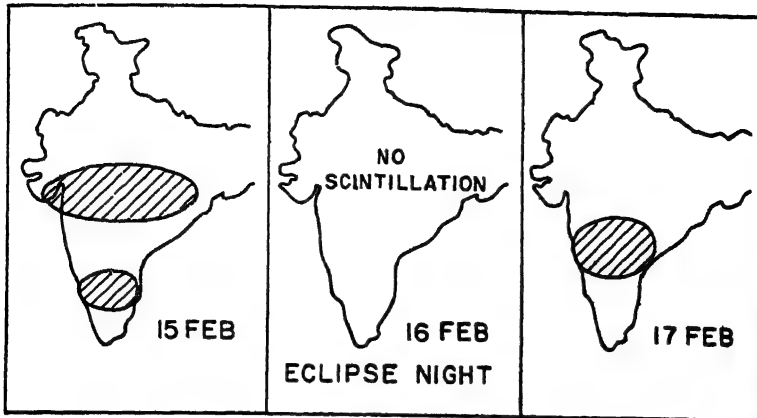 15 FEB
NO
SCINTILLATION
16 FEB
ECLIPSE NIGHT
17 FEB